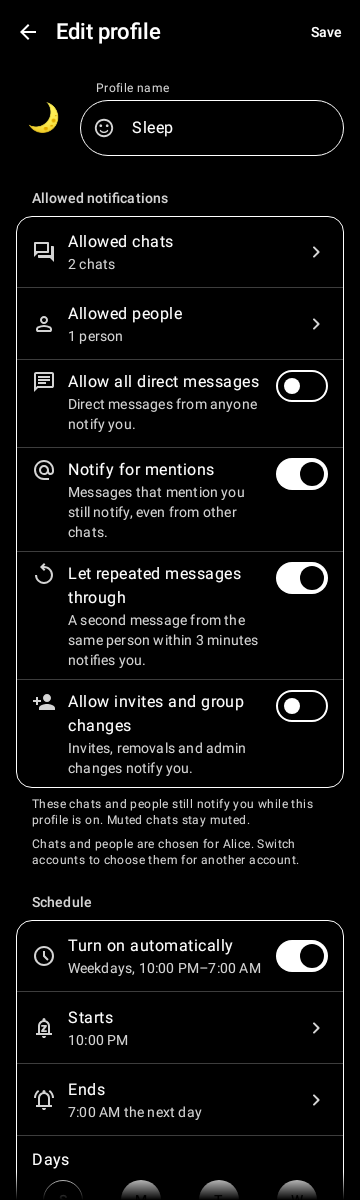 Edit profile
Save
Profile name
Sleep
Allowed notifications
Allowed chats
2 chats
Allowed people
1 person
Allow all direct messages
Direct messages from anyone
notify you.
Notify for mentions
Messages that mention you
still notify, even from other
chats.
Let repeated messages
through
A second message from the
same person within 3 minutes
notifies you.
Allow invites and group
changes
Invites, removals and admin
changes notify you.
These chats and people still notify you while this
profile is on. Muted chats stay muted.
Chats and people are chosen for Alice. Switch
accounts to choose them for another account.
Schedule
Turn on automatically
Weekdays, 10:00 PM–7:00 AM
Starts
10:00 PM
Ends
7:00 AM the next day
Days